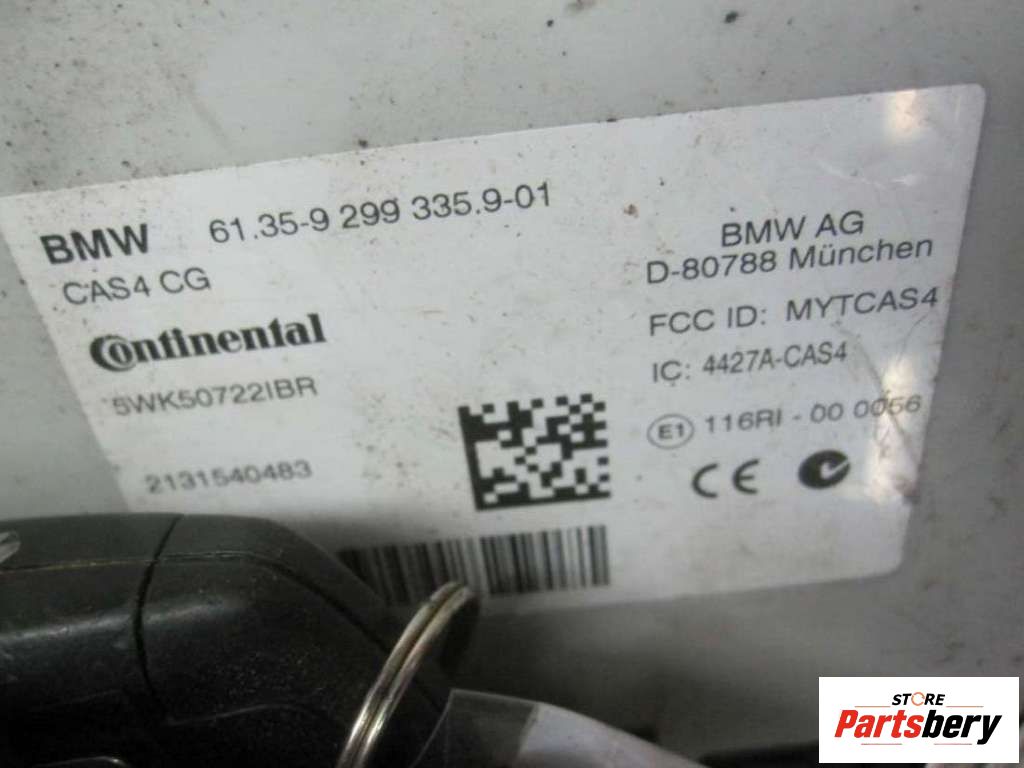 BMW 61.35-9 299 335.9-01
CAS4 CG
Continental
5WK50722IBR
2131540483
BMW AG
D-80788 München
FCC ID: MYTCAS4
IC: 4427A-CAS4
E1 116RI - 00 0056
CE
STORE
Partsbery